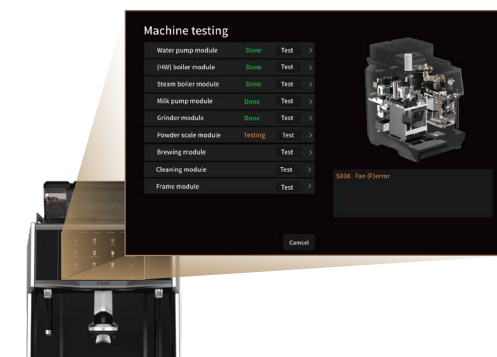 Machine testing
Water pump module Done Test >
(HW) boiler module Done Test >
Steam boiler module Done Test >
Milk pump module Done Test >
Grinder module Done Test >
Powder scale module Testing Test >
Brewing module Test >
Cleaning module Test >
Frame module Test >
S038 Fan (F)error
Camcel